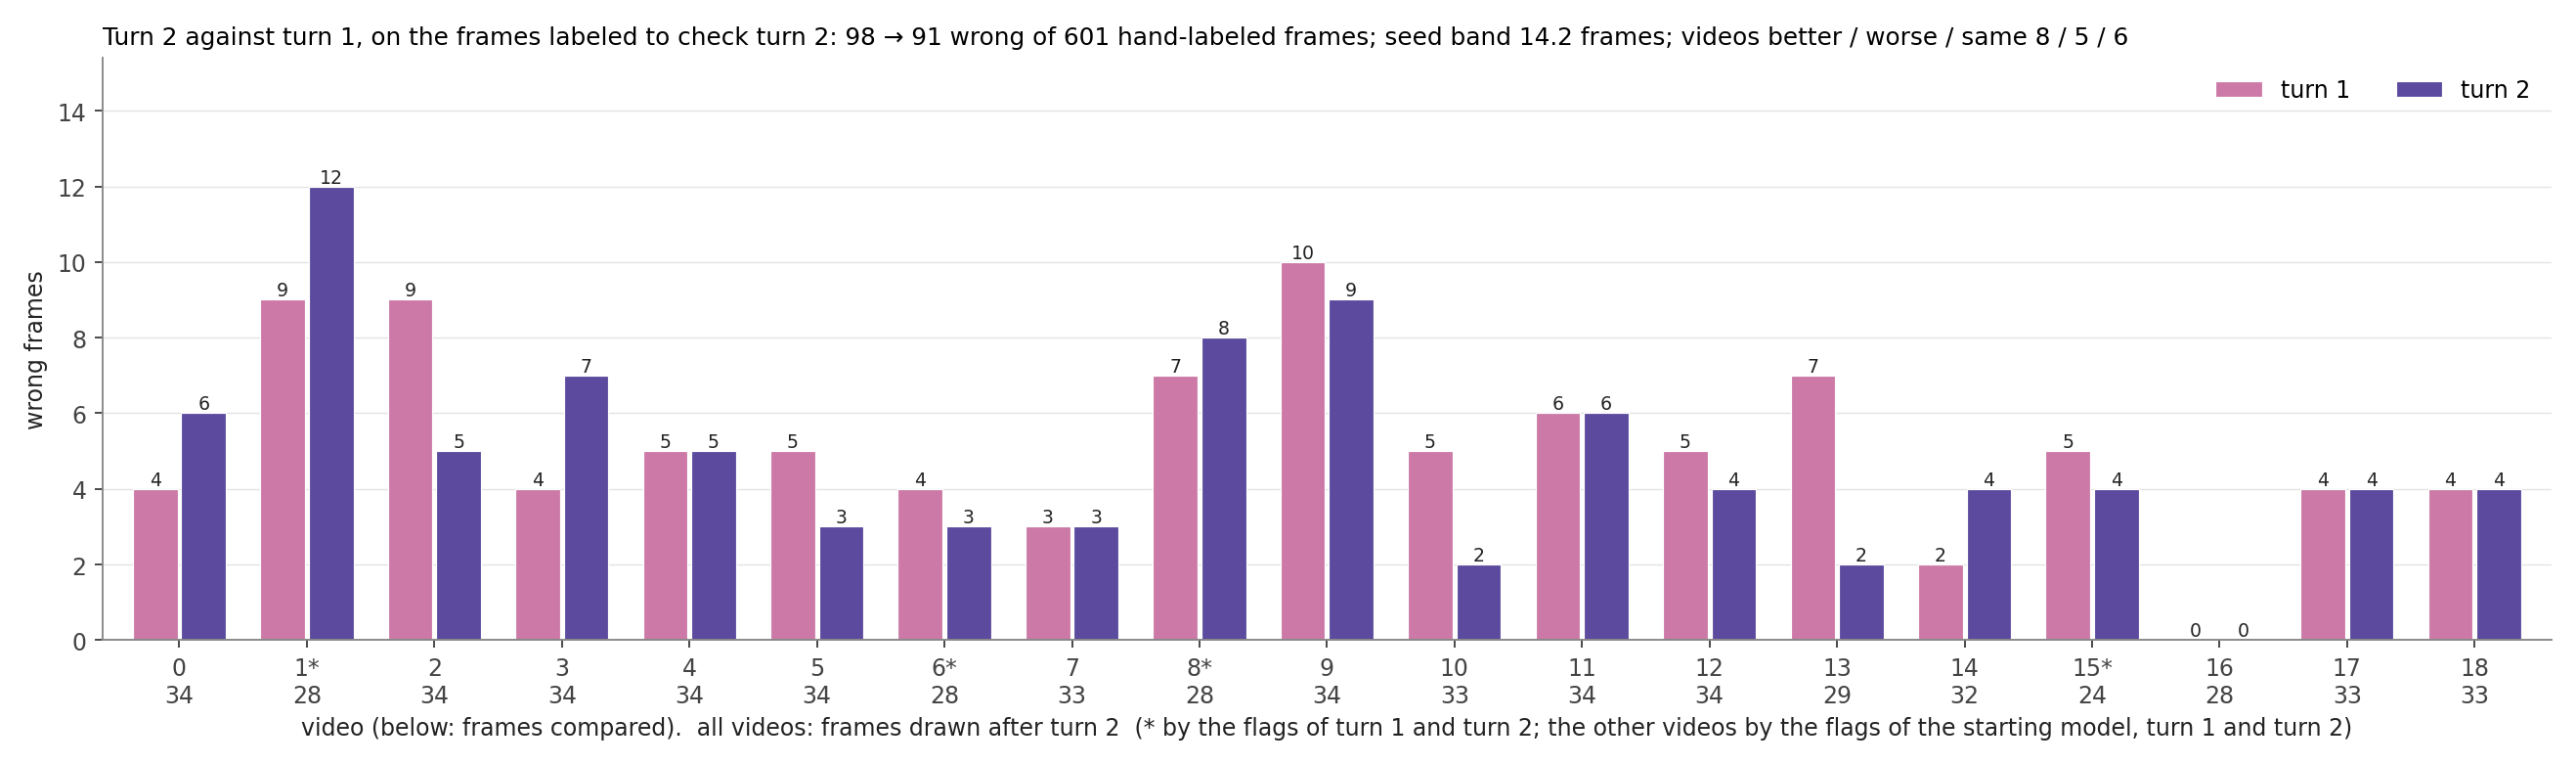 Turn 2 against turn 1, on the frames labeled to check turn 2: 98 → 91 wrong of 601 hand-labeled frames; seed band 14.2 frames; videos better / worse / same 8 / 5 / 6
turn 1 turn 2
wrong frames
14
12
10
8
6
4
2
0
4 6 9 12 9 5 4 7 5 5 5 3 4 3 3 3 7 8 10 9 5 2 6 6 5 4 7 2 2 4 5 4 0 0 4 4 4 4
0 1* 2 3 4 5 6* 7 8* 9 10 11 12 13 14 15* 16 17 18
34 28 34 34 34 34 28 33 28 34 33 34 34 29 32 24 28 33 33
video (below: frames compared).  all videos: frames drawn after turn 2  (* by the flags of turn 1 and turn 2; the other videos by the flags of the starting model, turn 1 and turn 2)